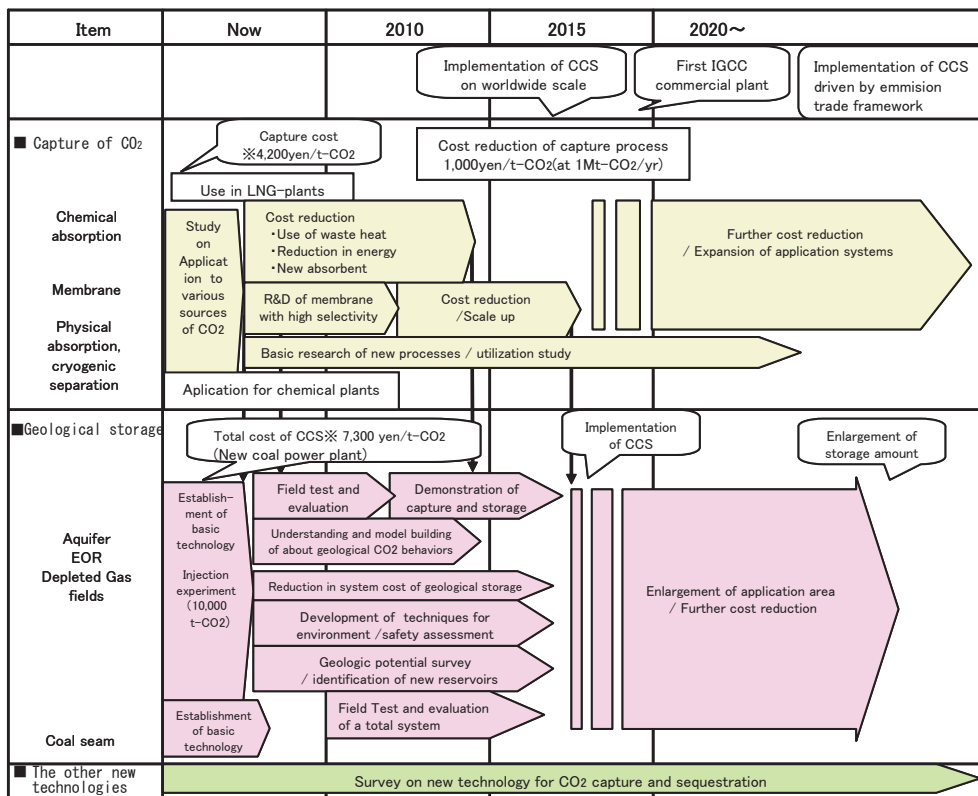 Item
Now
2010
2015
2020～
Implementation of CCS
on worldwide scale
First IGCC
commercial plant
Implementation of CCS
driven by emmision
trade framework
■ Capture of CO2
Capture cost
※4,200yen/t-CO2
Cost reduction of capture process
1,000yen/t-CO2(at 1Mt-CO2/yr)
Use in LNG-plants
Chemical
absorption
Membrane
Physical
absorption,
cryogenic
separation
Study
on
Applicat
ion to
various
sources
of CO2
Cost reduction
・Use of waste heat
・Reduction in energy
・New absorbent
Further cost reduction
/ Expansion of application systems
R&D of membrane
with high selectivity
Cost reduction
/Scale up
Basic research of new processes / utilization study
Aplication for chemical plants
■Geological storage
Total cost of CCS※ 7,300 yen/t-CO2
(New coal power plant)
Implementation
of CCS
Enlargement of
storage amount
Aquifer
EOR
Depleted Gas
fields
Establish-
ment of
basic
technology
Injection
experiment
(10,000
t-CO2)
Field test and
evaluation
Demonstration of
capture and storage
Understanding and model building
of about geological CO2 behaviors
Reduction in system cost of geological storage
Development of techniques for
environment /safety assessment
Geologic potential survey
/ identification of new reservoirs
Enlargement of application area
/ Further cost reduction
Coal seam
Establishment
of basic
technology
Field Test and evaluation
of a total system
■ The other new
technologies
Survey on new technology for CO2 capture and sequestration